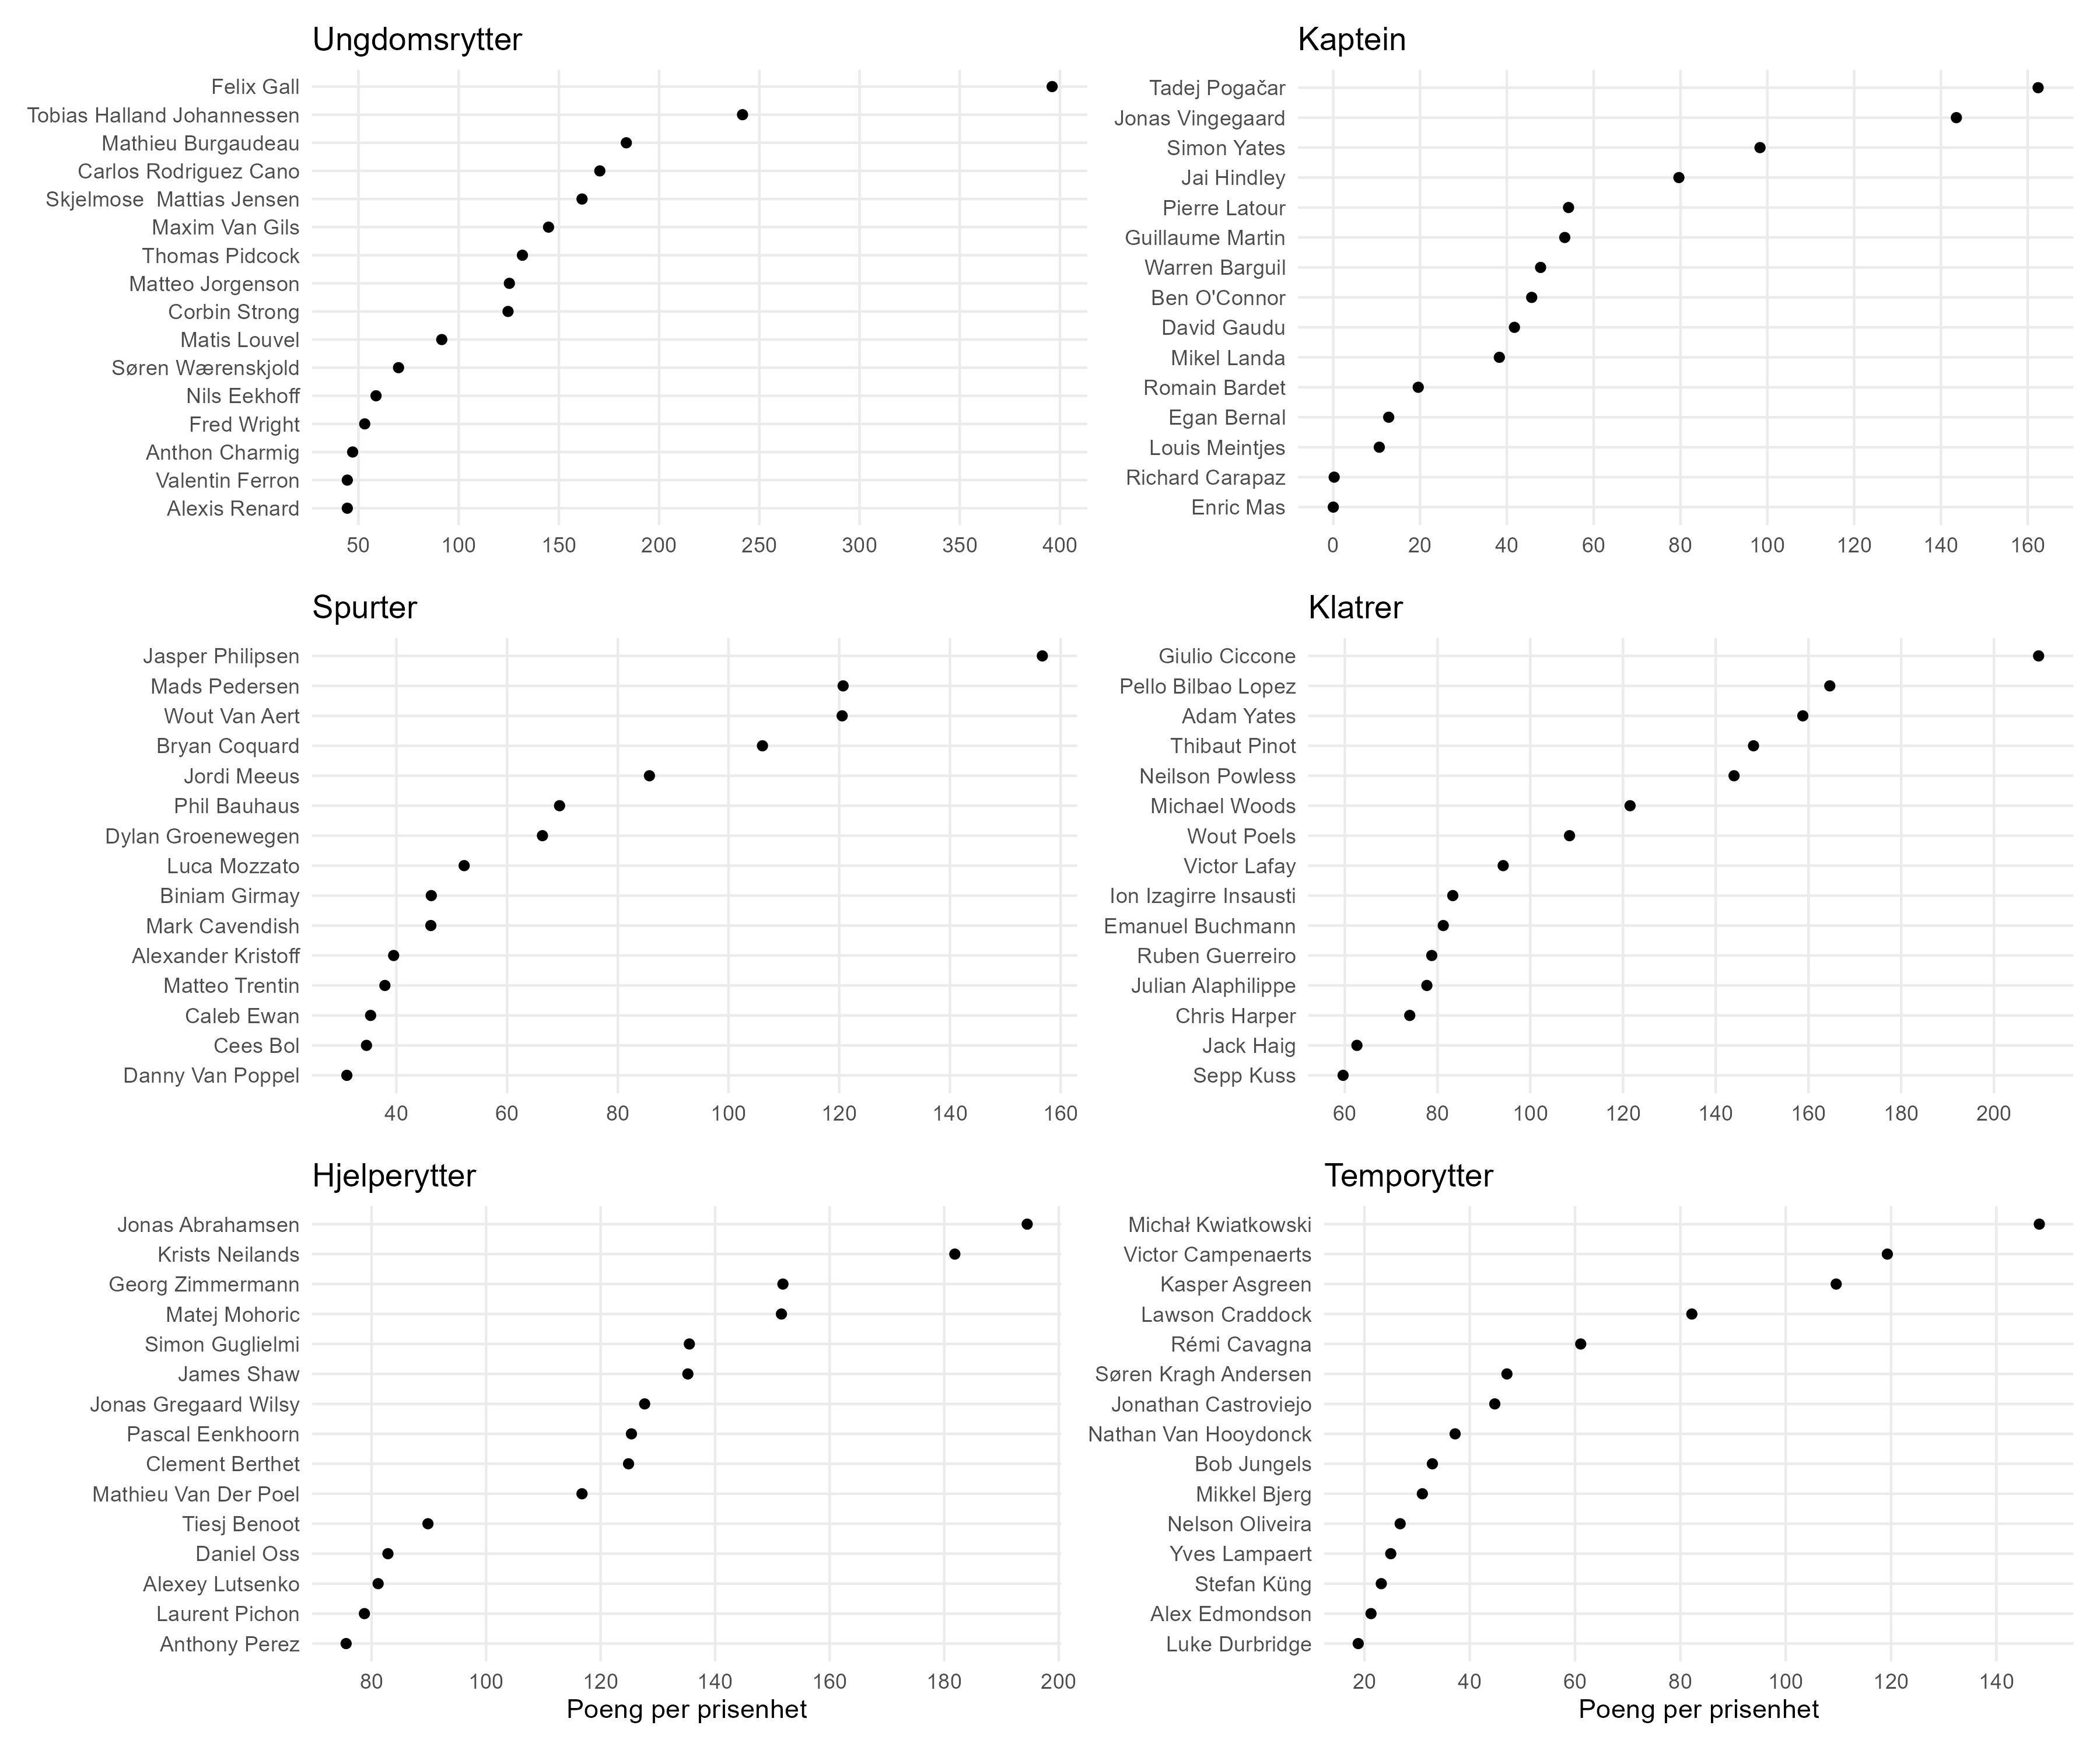 Ungdomsrytter
Felix Gall
Tobias Halland Johannessen
Mathieu Burgaudeau
Carlos Rodriguez Cano
Skjelmose  Mattias Jensen
Maxim Van Gils
Thomas Pidcock
Matteo Jorgenson
Corbin Strong
Matis Louvel
Søren Wærenskjold
Nils Eekhoff
Fred Wright
Anthon Charmig
Valentin Ferron
Alexis Renard
50 100 150 200 250 300 350 400
Kaptein
Tadej Pogačar
Jonas Vingegaard
Simon Yates
Jai Hindley
Pierre Latour
Guillaume Martin
Warren Barguil
Ben O'Connor
David Gaudu
Mikel Landa
Romain Bardet
Egan Bernal
Louis Meintjes
Richard Carapaz
Enric Mas
0 20 40 60 80 100 120 140 160
Spurter
Jasper Philipsen
Mads Pedersen
Wout Van Aert
Bryan Coquard
Jordi Meeus
Phil Bauhaus
Dylan Groenewegen
Luca Mozzato
Biniam Girmay
Mark Cavendish
Alexander Kristoff
Matteo Trentin
Caleb Ewan
Cees Bol
Danny Van Poppel
40 60 80 100 120 140 160
Klatrer
Giulio Ciccone
Pello Bilbao Lopez
Adam Yates
Thibaut Pinot
Neilson Powless
Michael Woods
Wout Poels
Victor Lafay
Ion Izagirre Insausti
Emanuel Buchmann
Ruben Guerreiro
Julian Alaphilippe
Chris Harper
Jack Haig
Sepp Kuss
60 80 100 120 140 160 180 200
Hjelperytter
Jonas Abrahamsen
Krists Neilands
Georg Zimmermann
Matej Mohoric
Simon Guglielmi
James Shaw
Jonas Gregaard Wilsy
Pascal Eenkhoorn
Clement Berthet
Mathieu Van Der Poel
Tiesj Benoot
Daniel Oss
Alexey Lutsenko
Laurent Pichon
Anthony Perez
80 100 120 140 160 180 200
Poeng per prisenhet
Temporytter
Michał Kwiatkowski
Victor Campenaerts
Kasper Asgreen
Lawson Craddock
Rémi Cavagna
Søren Kragh Andersen
Jonathan Castroviejo
Nathan Van Hooydonck
Bob Jungels
Mikkel Bjerg
Nelson Oliveira
Yves Lampaert
Stefan Küng
Alex Edmondson
Luke Durbridge
20 40 60 80 100 120 140
Poeng per prisenhet